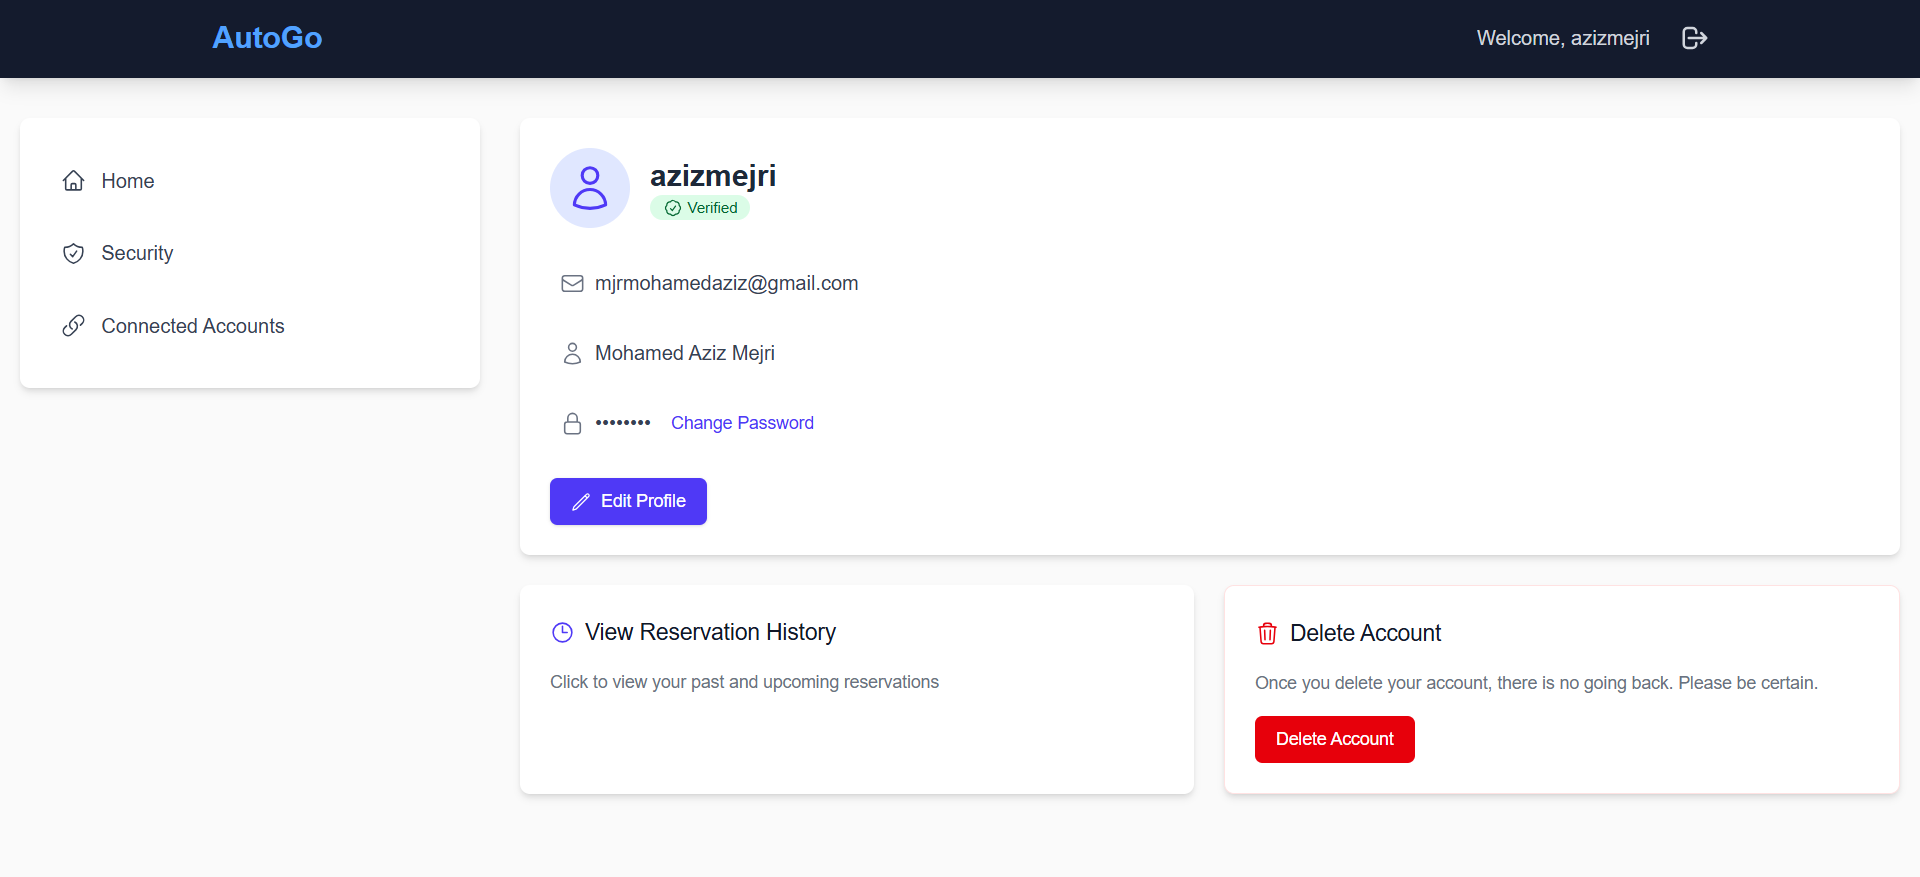 AutoGo
Welcome, azizmejri
Home
Security
Connected Accounts
azizmejri
Verified
mjrmohamedaziz@gmail.com
Mohamed Aziz Mejri
•••••••• Change Password
Edit Profile
View Reservation History
Click to view your past and upcoming reservations
Delete Account
Once you delete your account, there is no going back. Please be certain.
Delete Account